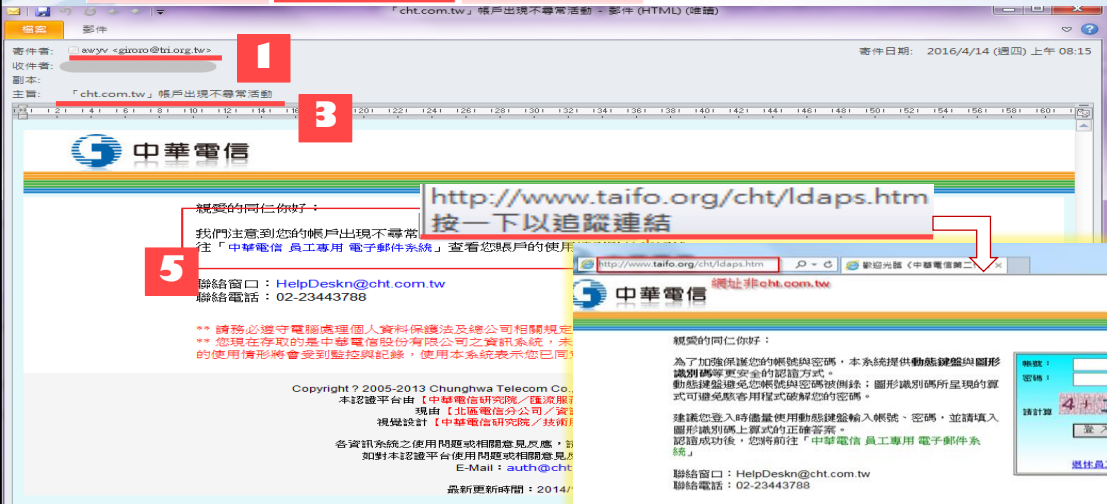 「cht.com.tw」帳戶出現不尋常活動 - 郵件 (HTML) (唯讀)
檔案 郵件
寄件者: awyv <giroro@tri.org.tw>
寄件日期: 2016/4/14 (週四) 上午 08:15
1
收件者:
副本:
主旨: 「cht.com.tw」帳戶出現不尋常活動
3
中華電信
親愛的同仁你好：
http://www.taifo.org/cht/ldaps.htm
按一下以追蹤連結
我們注意到您的帳戶出現不尋常
往「中華電信 員工專用 電子郵件系統」查看您賬戶的使用
5
聯絡窗口：HelpDeskn@cht.com.tw
聯絡電話：02-23443788
** 請務必遵守電腦處理個人資料保護法及總公司相關規定
** 您現在存取的是中華電信股份有限公司之資訊系統，未
的使用情形將會受到監控與記錄，使用本系統表示您已同
Copyright ? 2005-2013 Chunghwa Telecom Co.
本認證平台由【中華電信研究院／匯流服
現由【北區電信分公司／資
視覺設計【中華電信研究院／技術
各資訊系統之使用問題或相關意見反應，
如對本認證平台使用問題或相關意見
E-Mail：auth@cht
最新更新時間：2014/
http://www.taifo.org/cht/ldaps.htm
歡迎光臨《中華電信第二
中華電信
網址非cht.com.tw
親愛的同仁你好：
為了加強保護您的帳號與密碼，本系統提供動態鍵盤與圖形
識別碼等更安全的認證方式。
動態鍵盤避免您帳號與密碼被側錄；圖形識別碼所呈現的算
式可避免駭客用程式破解您的密碼。
建議您登入時儘量使用動態鍵盤輸入帳號、密碼，並請填入
圖形識別碼上算式的正確答案。
認證成功後，您將前往「中華電信 員工專用 電子郵件系
統」
聯絡窗口：HelpDeskn@cht.com.tw
聯絡電話：02-23443788
帳號：
密碼：
請計算 4 +
登 入
退休員